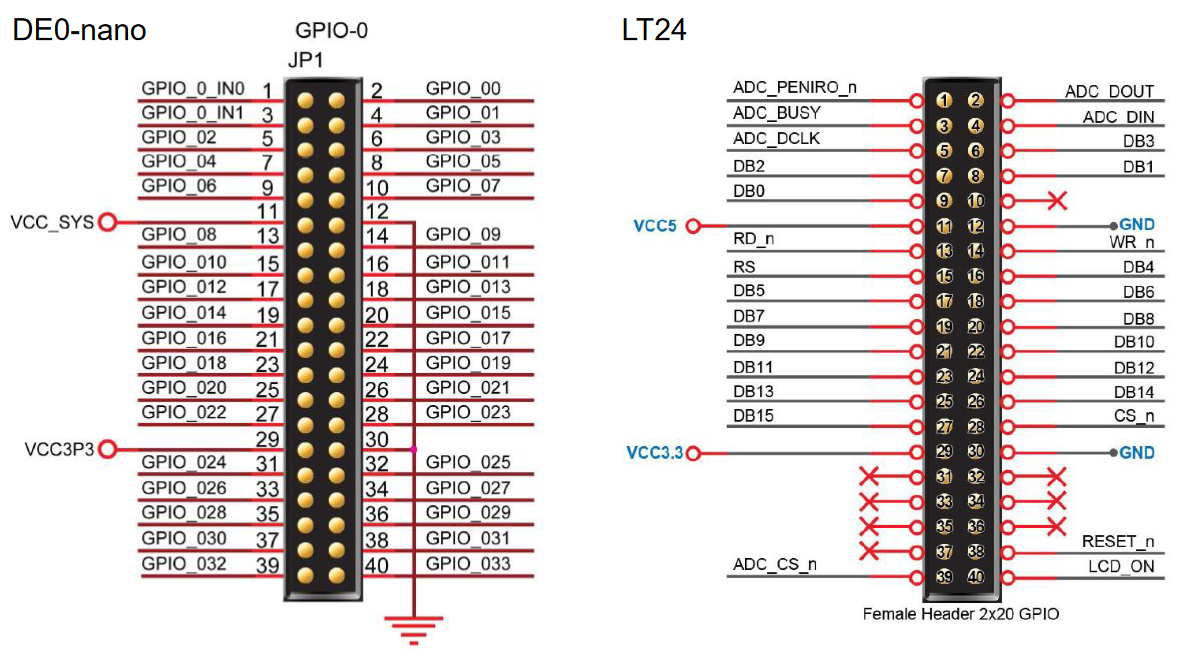 DE0-nano
GPIO-0
JP1
GPIO_0_IN0 1 2 GPIO_00
GPIO_0_IN1 3 4 GPIO_01
GPIO_02 5 6 GPIO_03
GPIO_04 7 8 GPIO_05
GPIO_06 9 10 GPIO_07
VCC_SYS 11 12
GPIO_08 13 14 GPIO_09
GPIO_010 15 16 GPIO_011
GPIO_012 17 18 GPIO_013
GPIO_014 19 20 GPIO_015
GPIO_016 21 22 GPIO_017
GPIO_018 23 24 GPIO_019
GPIO_020 25 26 GPIO_021
GPIO_022 27 28 GPIO_023
VCC3P3 29 30
GPIO_024 31 32 GPIO_025
GPIO_026 33 34 GPIO_027
GPIO_028 35 36 GPIO_029
GPIO_030 37 38 GPIO_031
GPIO_032 39 40 GPIO_033
LT24
ADC_PENIRO_n 1 2 ADC_DOUT
ADC_BUSY 3 4 ADC_DIN
ADC_DCLK 5 6 DB3
DB2 7 8 DB1
DB0 9 10
VCC5 11 12 GND
RD_n 13 14 WR_n
RS 15 16 DB4
DB5 17 18 DB6
DB7 19 20 DB8
DB9 21 22 DB10
DB11 23 24 DB12
DB13 25 26 DB14
DB15 27 28 CS_n
VCC3.3 29 30 GND
31 32
33 34
35 36
37 38 RESET_n
ADC_CS_n 39 40 LCD_ON
Female Header 2x20 GPIO